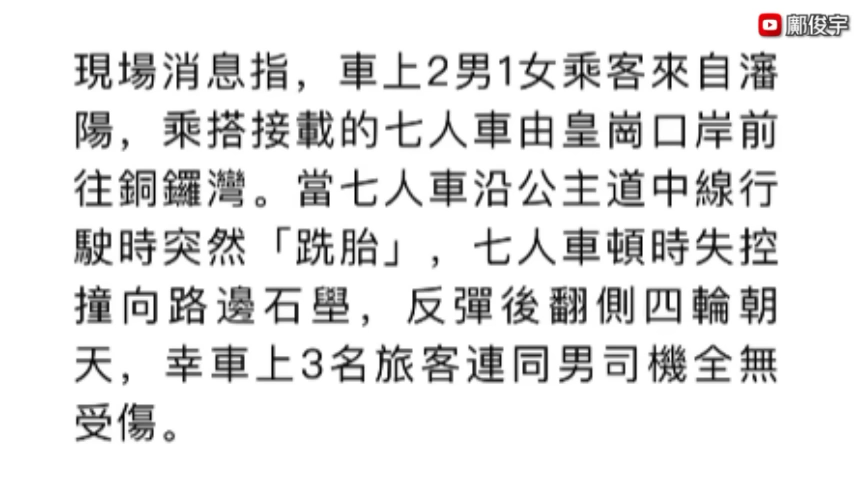 鄺俊宇
現場消息指，車上2男1女乘客來自瀋
陽，乘搭接載的七人車由皇崗口岸前
往銅鑼灣。當七人車沿公主道中線行
駛時突然「跣胎」，七人車頓時失控
撞向路邊石壆，反彈後翻側四輪朝
天，幸車上3名旅客連同男司機全無
受傷。